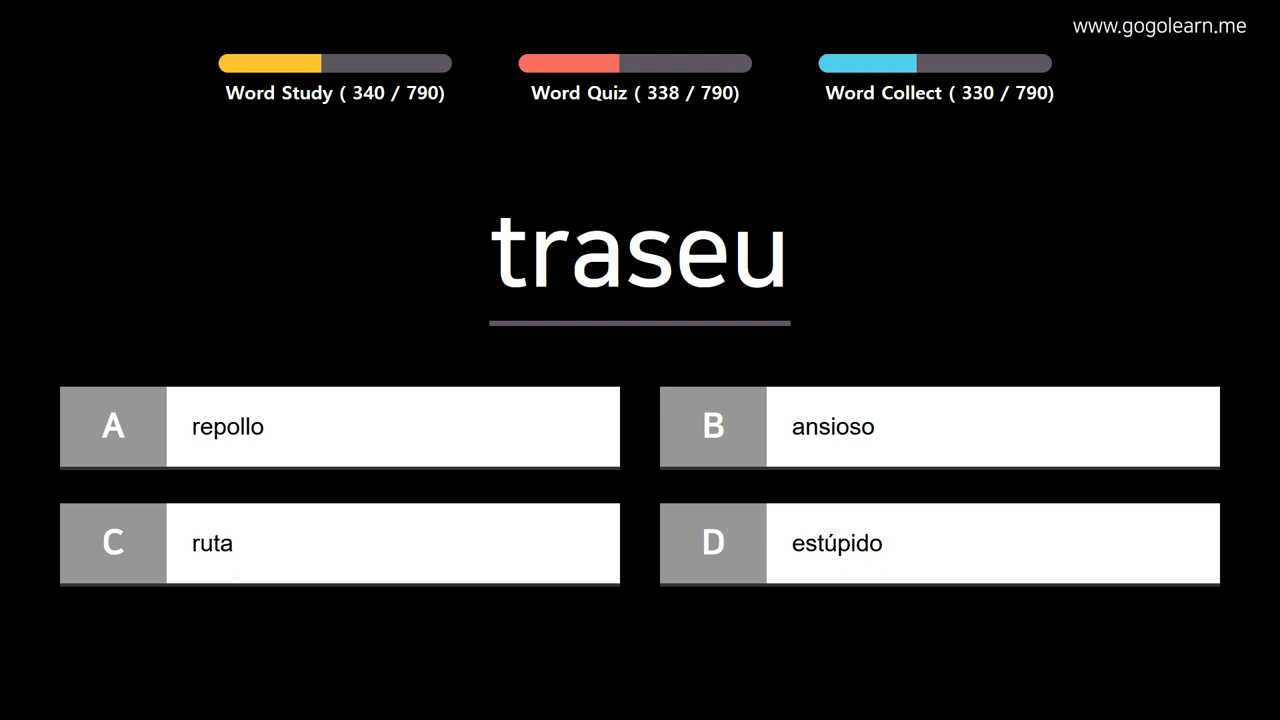 www.gogolearn.me
Word Study ( 340 / 790)
Word Quiz ( 338 / 790)
Word Collect ( 330 / 790)
traseu
A repollo
B ansioso
C ruta
D estúpido